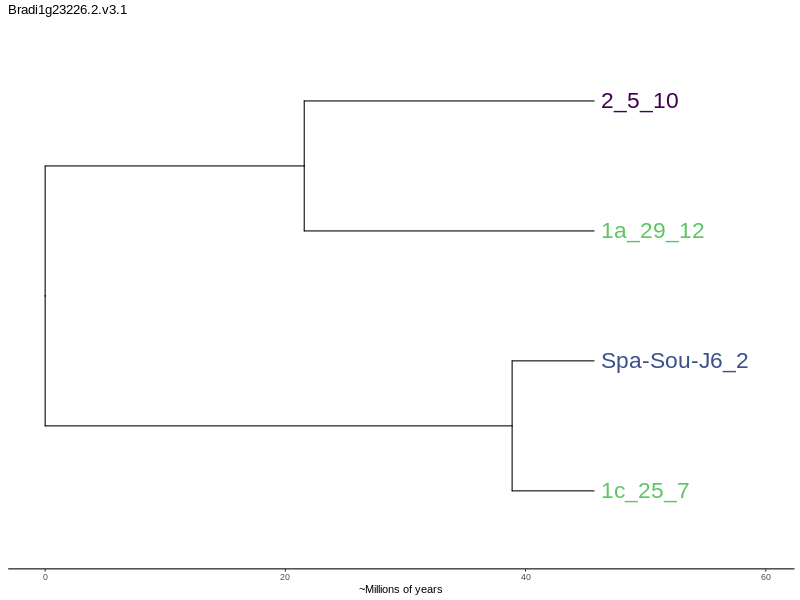 Bradi1g23226.2.v3.1
2_5_10
1a_29_12
Spa-Sou-J6_2
1c_25_7
0 20 40 60
~Millions of years